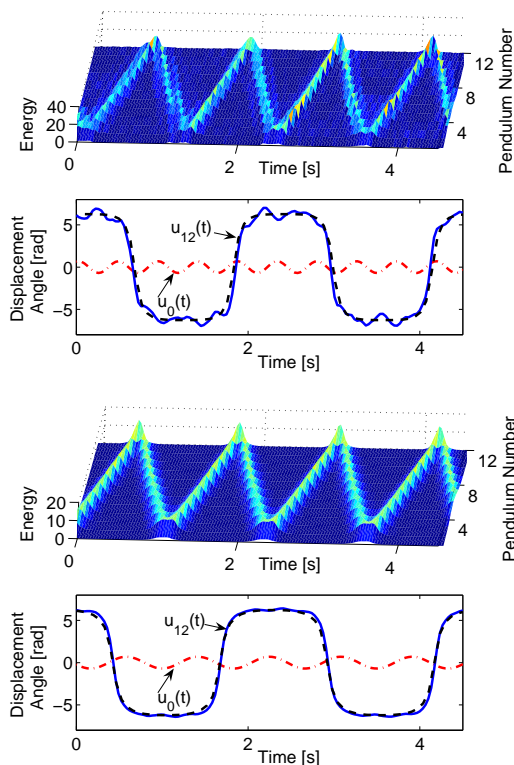 40
20
0
Energy
0
2
4
Time [s]
4
8
12
Pendulum Number
5
0
−5
Displacement
Angle [rad]
u12(t)
u0(t)
0
2
4
Time [s]
20
10
0
Energy
0
2
4
Time [s]
4
8
12
Pendulum Number
5
0
−5
Displacement
Angle [rad]
u12(t)
u0(t)
0
2
4
Time [s]